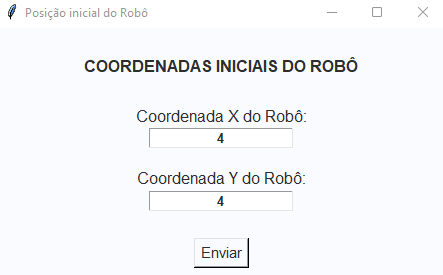 Posição inicial do Robô
COORDENADAS INICIAIS DO ROBÔ
Coordenada X do Robô:
4
Coordenada Y do Robô:
4
Enviar